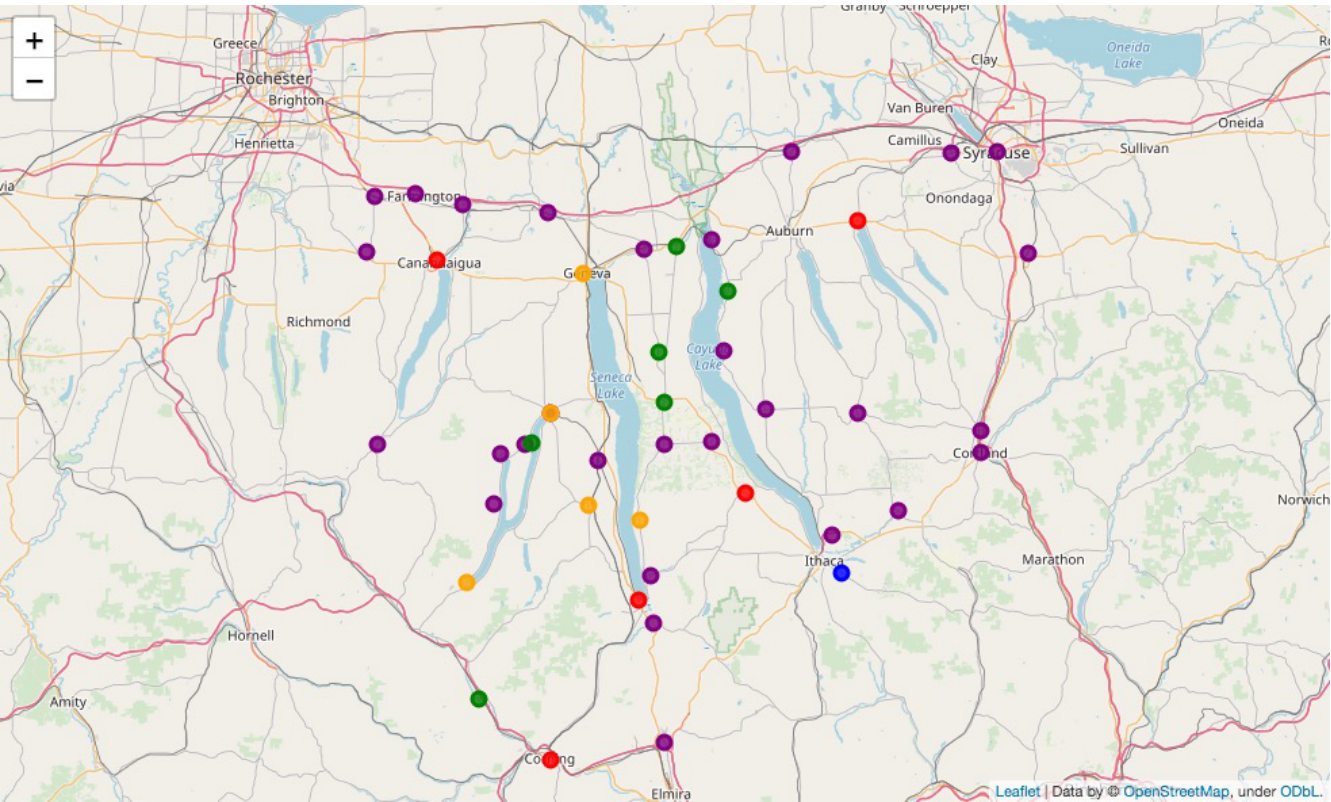 +
−
Granby
Schroeppel
Greece
Clay
Oneida
Lake
Rochester
Brighton
Van Buren
Oneida
Henrietta
Camillus
Syracuse
Sullivan
via
Farmington
Onondaga
Auburn
Canandaigua
Geneva
Richmond
Cayuga
Lake
Seneca
Lake
Cortland
Norwich
Ithaca
Marathon
Hornell
Amity
Corning
Elmira
Leaflet | Data by © OpenStreetMap, under ODbL.